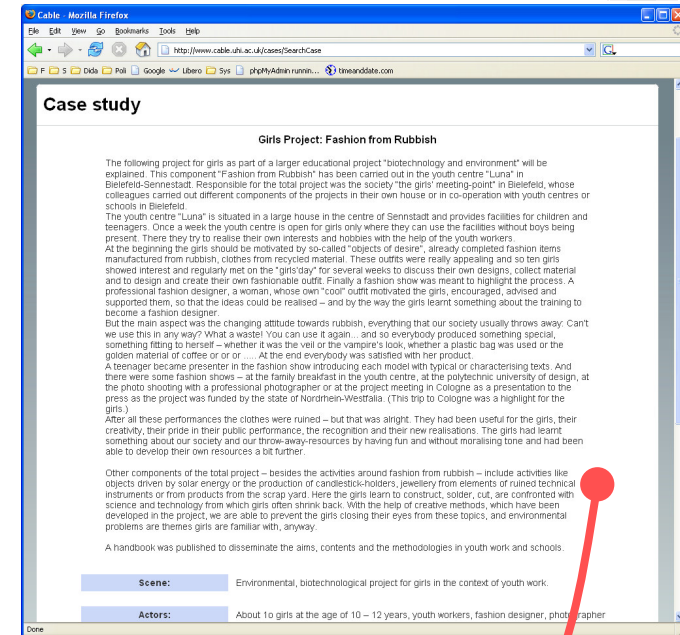 Cable - Mozilla Firefox
File Edit View Go Bookmarks Tools Help
http://www.cable.uhi.ac.uk/cases/SearchCase
F S Dida Poli Google Libero Sys phpMyAdmin runnin... timeanddate.com
Case study
Girls Project: Fashion from Rubbish
The following project for girls as part of a larger educational project "biotechnology and environment" will be
explained. This component "Fashion from Rubbish" has been carried out in the youth centre "Luna" in
Bielefeld-Sennestadt. Responsible for the total project was the society "the girls' meeting-point" in Bielefeld, whose
colleagues carried out different components of the projects in their own house or in co-operation with youth centres or
schools in Bielefeld.
The youth centre "Luna" is situated in a large house in the centre of Sennstadt and provides facilities for children and
teenagers. Once a week the youth centre is open for girls only where they can use the facilities without boys being
present. There they try to realise their own interests and hobbies with the help of the youth workers.
At the beginning the girls should be motivated by so-called "objects of desire", already completed fashion items
manufactured from rubbish, clothes from recycled material. These outfits were really appealing and so ten girls
showed interest and regularly met on the "girls'day" for several weeks to discuss their own designs, collect material
and to design and create their own fashionable outfit. Finally a fashion show was meant to highlight the process. A
professional fashion designer, a woman, whose own "cool" outfit motivated the girls, encouraged, advised and
supported them, so that the ideas could be realised – and by the way the girls learnt something about the training to
become a fashion designer.
But the main aspect was the changing attitude towards rubbish, everything that our society usually throws away: Can't
we use this in any way? What a waste! You can use it again... and so everybody produced something special,
something fitting to herself – whether it was the veil or the vampire's look, whether a plastic bag was used or the
golden material of coffee or or or ..... At the end everybody was satisfied with her product.
A teenager became presenter in the fashion show introducing each model with typical or characterising texts. And
there were some fashion shows – at the family breakfast in the youth centre, at the polytechnic university of design, at
the photo shooting with a professional photographer or at the project meeting in Cologne as a presentation to the
press as the project was funded by the state of Nordrhein-Westfalia. (This trip to Cologne was a highlight for the
girls.)
After all these performances the clothes were ruined – but that was alright. They had been useful for the girls, their
creativity, their pride in their public performance, the recognition and their new realisations. The girls had learnt
something about our society and our throw-away-resources by having fun and without moralising tone and had been
able to develop their own resources a bit further.
Other components of the total project – besides the activities around fashion from rubbish – include activities like
objects driven by solar energy or the production of candlestick-holders, jewellery from elements of ruined technical
instruments or from products from the scrap yard. Here the girls learn to construct, solder, cut, are confronted with
science and technology from which girls often shrink back. With the help of creative methods, which have been
developed in the project, we are able to prevent the girls closing their eyes from these topics, and environmental
problems are themes girls are familiar with, anyway.
A handbook was published to disseminate the aims, contents and the methodologies in youth work and schools.
Scene: Environmental, biotechnological project for girls in the context of youth work.
Actors: About 1o girls at the age of 10 – 12 years, youth workers, fashion designer, photographer
Done